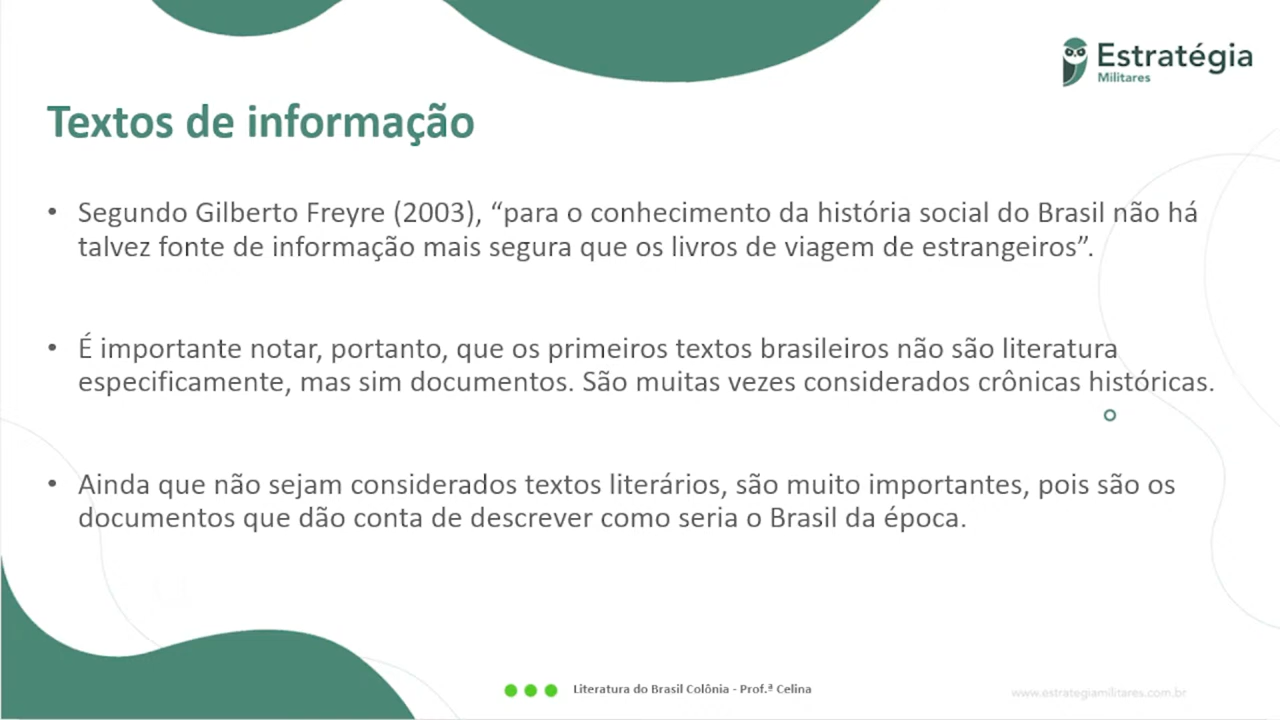 Estratégia
Militares
Textos de informação
• Segundo Gilberto Freyre (2003), “para o conhecimento da história social do Brasil não há
talvez fonte de informação mais segura que os livros de viagem de estrangeiros”.
• É importante notar, portanto, que os primeiros textos brasileiros não são literatura
especificamente, mas sim documentos. São muitas vezes considerados crônicas históricas.
• Ainda que não sejam considerados textos literários, são muito importantes, pois são os
documentos que dão conta de descrever como seria o Brasil da época.
Literatura do Brasil Colônia - Prof.ª Celina
www.estrategiamilitares.com.br